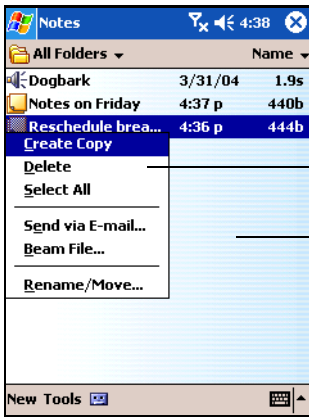 Notes 4:38
All Folders Name
Dogbark 3/31/04 1.9s
Notes on Friday 4:37 p 440b
Reschedule brea... 4:36 p 444b
Create Copy
Delete
Select All
Send via E-mail...
Beam File...
Rename/Move...
New Tools